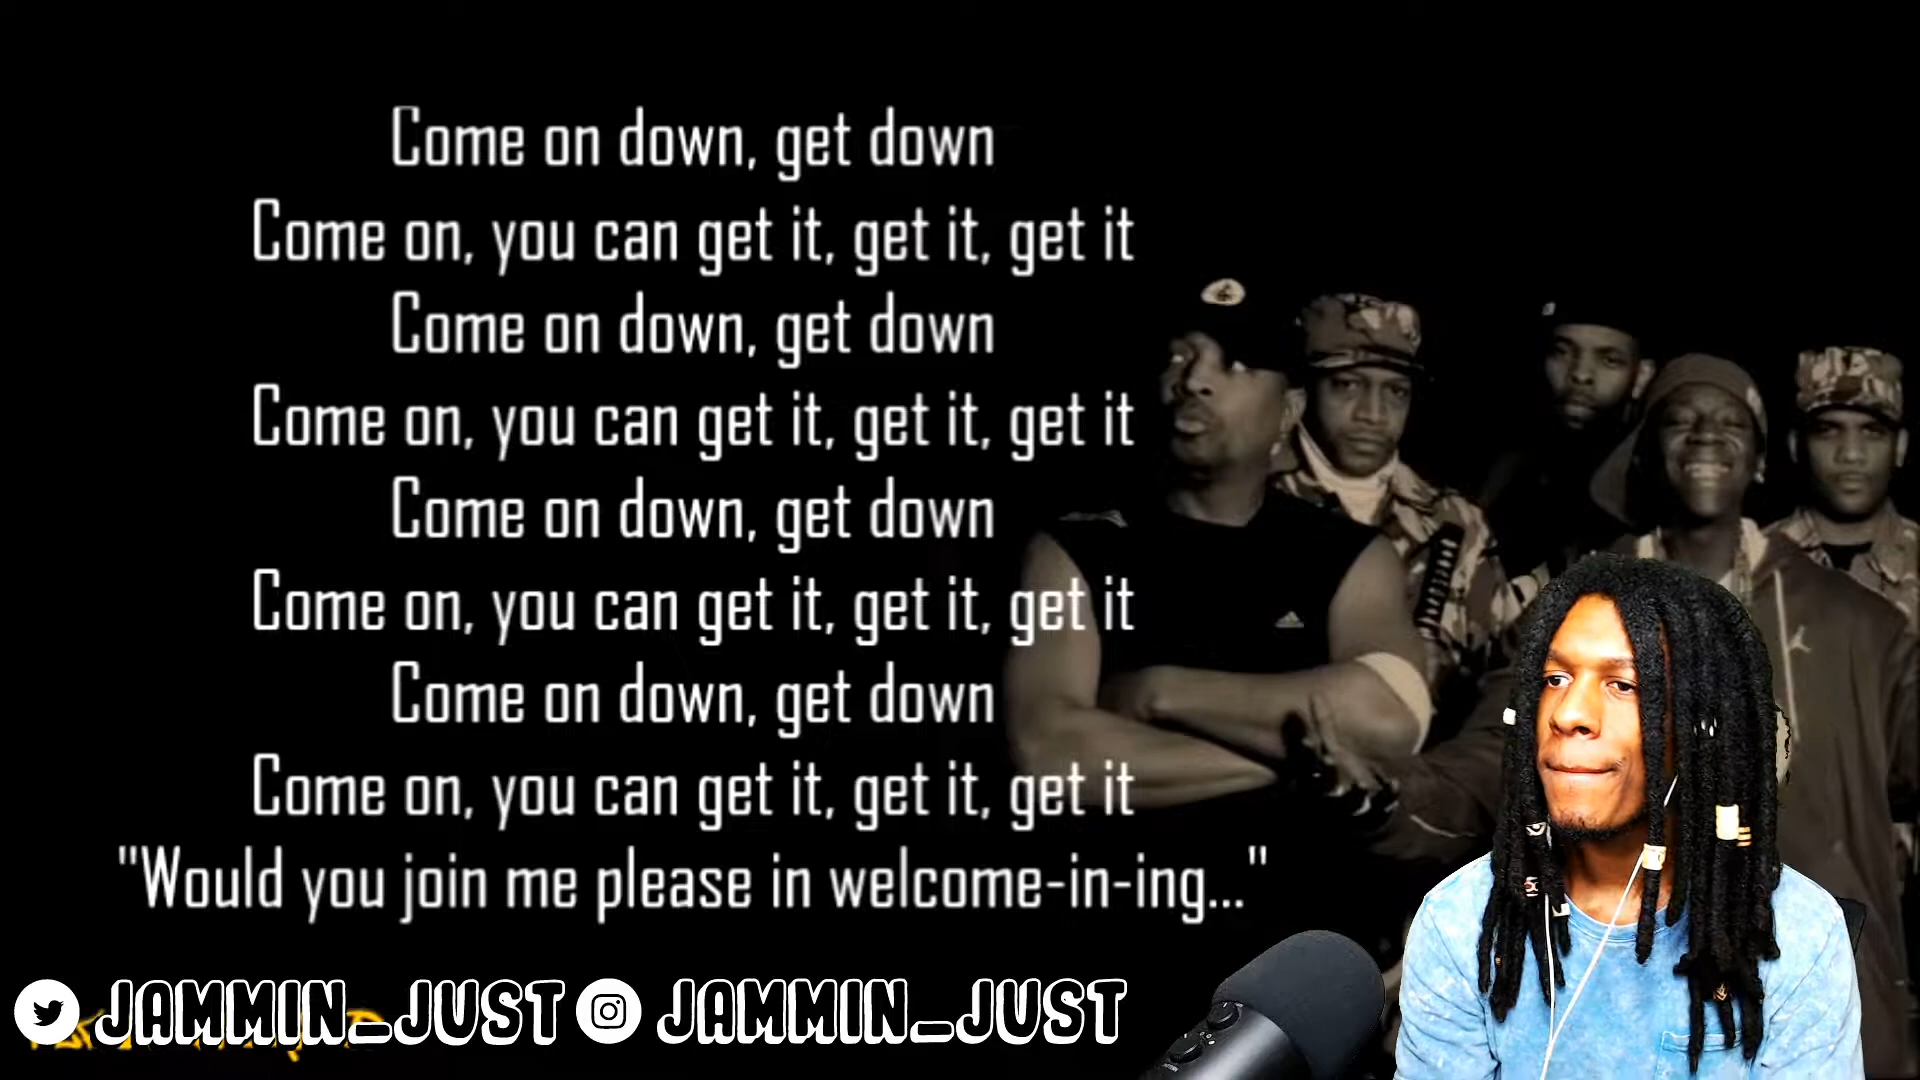 Come on down, get down
Come on, you can get it, get it, get it
Come on down, get down
Come on, you can get it, get it, get it
Come on down, get down
Come on, you can get it, get it, get it
Come on down, get down
Come on, you can get it, get it, get it
"Would you join me please in welcome-in-ing..."
JAMMIN_JUST JAMMIN_JUST